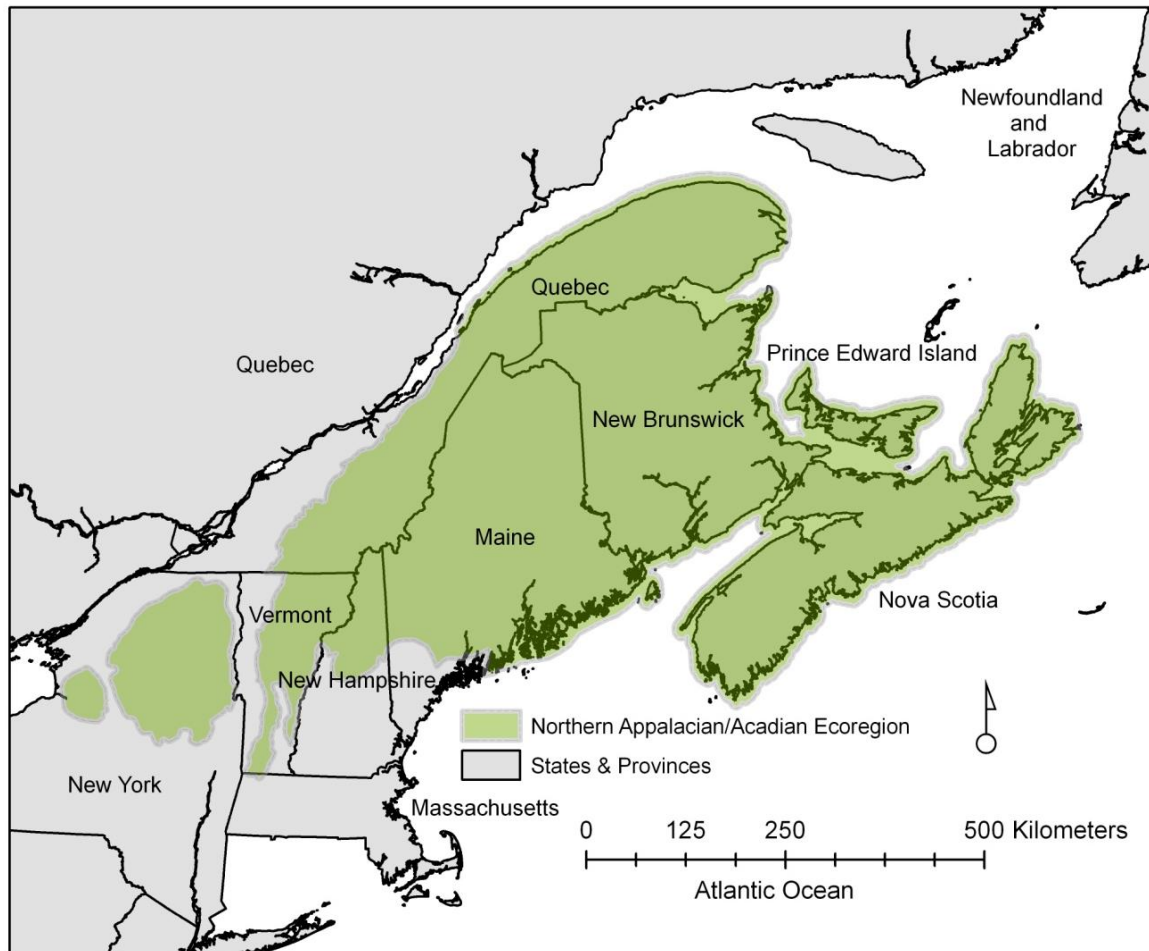 Newfoundland
and
Labrador
Quebec
Prince Edward Island
Quebec
New Brunswick
Maine
Nova Scotia
Vermont
New Hampshire
Northern Appalacian/Acadian Ecoregion
States & Provinces
New York
Massachusetts
0 125 250 500 Kilometers
Atlantic Ocean